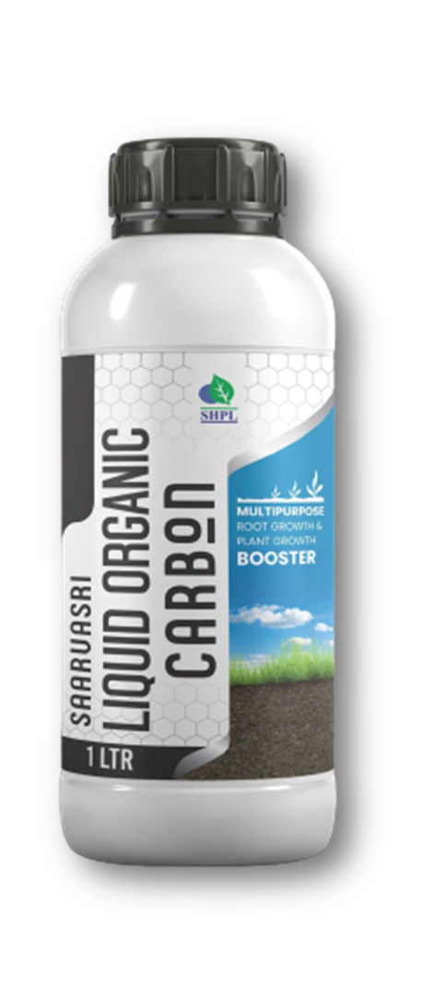 SHPL
SAARVASRI
LIQUID ORGANIC
CARBON
MULTIPURPOSE
ROOT GROWTH &
PLANT GROWTH
BOOSTER
1 LTR